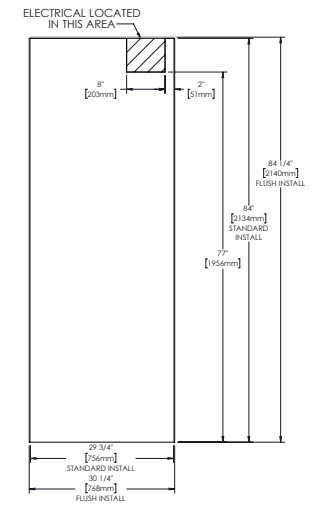 ELECTRICAL LOCATED
IN THIS AREA
8"
[203mm]
2"
[51mm]
84 1/4"
[2140mm]
FLUSH INSTALL
84"
[2134mm]
STANDARD
INSTALL
77"
[1956mm]
29 3/4"
[756mm]
STANDARD INSTALL
30 1/4"
[768mm]
FLUSH INSTALL